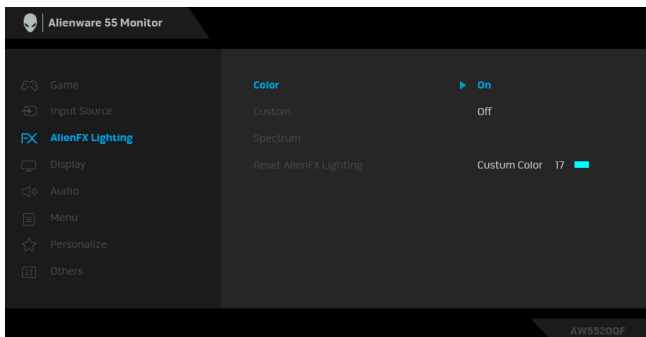 Alienware 55 Monitor
Game
Input Source
FX AlienFX Lighting
Display
Audio
Menu
Personalize
Others
Color
Custom
Spectrum
Reset AlienFX Lighting
On
Off
Custum Color 17
AW5520QF